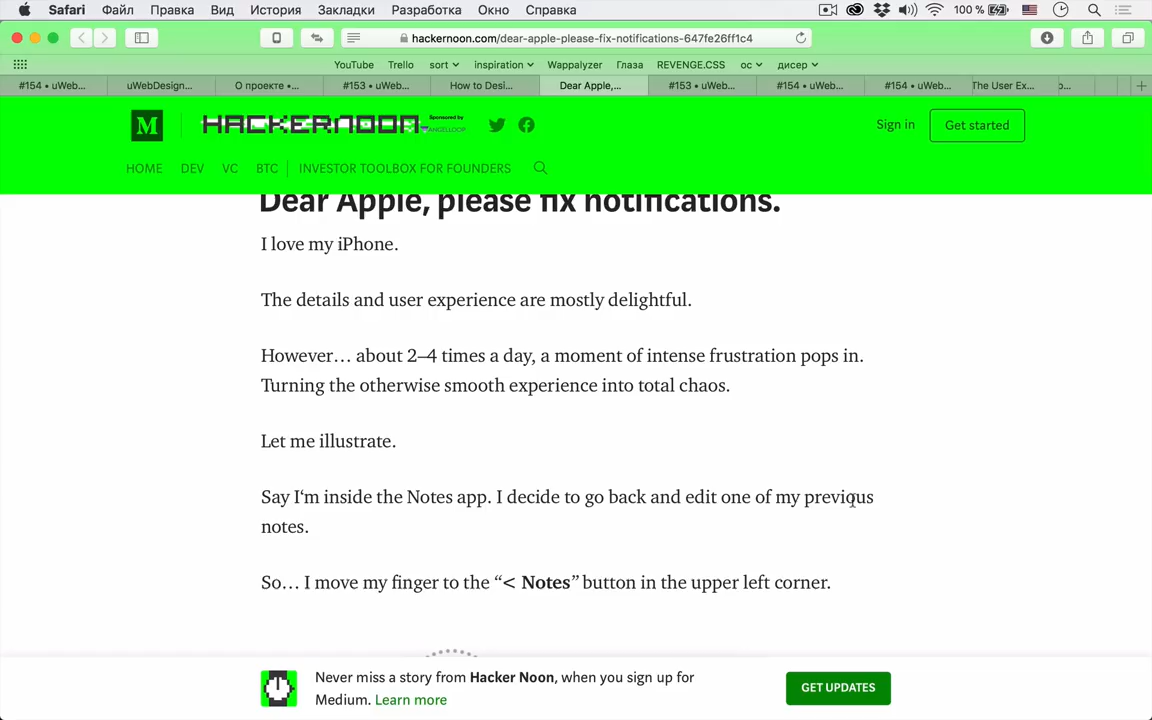 Safari Файл Правка Вид История Закладки Разработка Окно Справка 100 %
hackernoon.com/dear-apple-please-fix-notifications-647fe26ff1c4
YouTube Trello sort inspiration Wappalyzer Глаза REVENGE.CSS ос дисер
#154 • uWeb... uWebDesign... О проекте •... #153 • uWeb... How to Desi... Dear Apple,... #153 • uWeb... #154 • uWeb... #154 • uWeb... The User Ex...
M HACKERNOON Sponsored by ANGELLOOP Sign in Get started
HOME DEV VC BTC INVESTOR TOOLBOX FOR FOUNDERS
Dear Apple, please fix notifications.
I love my iPhone.
The details and user experience are mostly delightful.
However… about 2–4 times a day, a moment of intense frustration pops in.
Turning the otherwise smooth experience into total chaos.
Let me illustrate.
Say I‘m inside the Notes app. I decide to go back and edit one of my previous
notes.
So… I move my finger to the “< Notes” button in the upper left corner.
Never miss a story from Hacker Noon, when you sign up for
Medium. Learn more
GET UPDATES